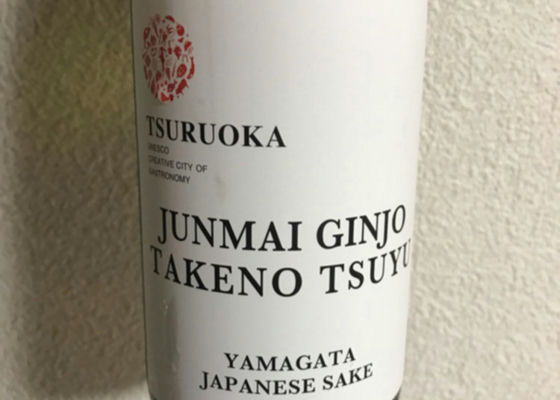 TSURUOKA
UNESCO
CREATIVE CITY OF
GASTRONOMY
JUNMAI GINJO
TAKENO TSUYU
YAMAGATA
JAPANESE SAKE